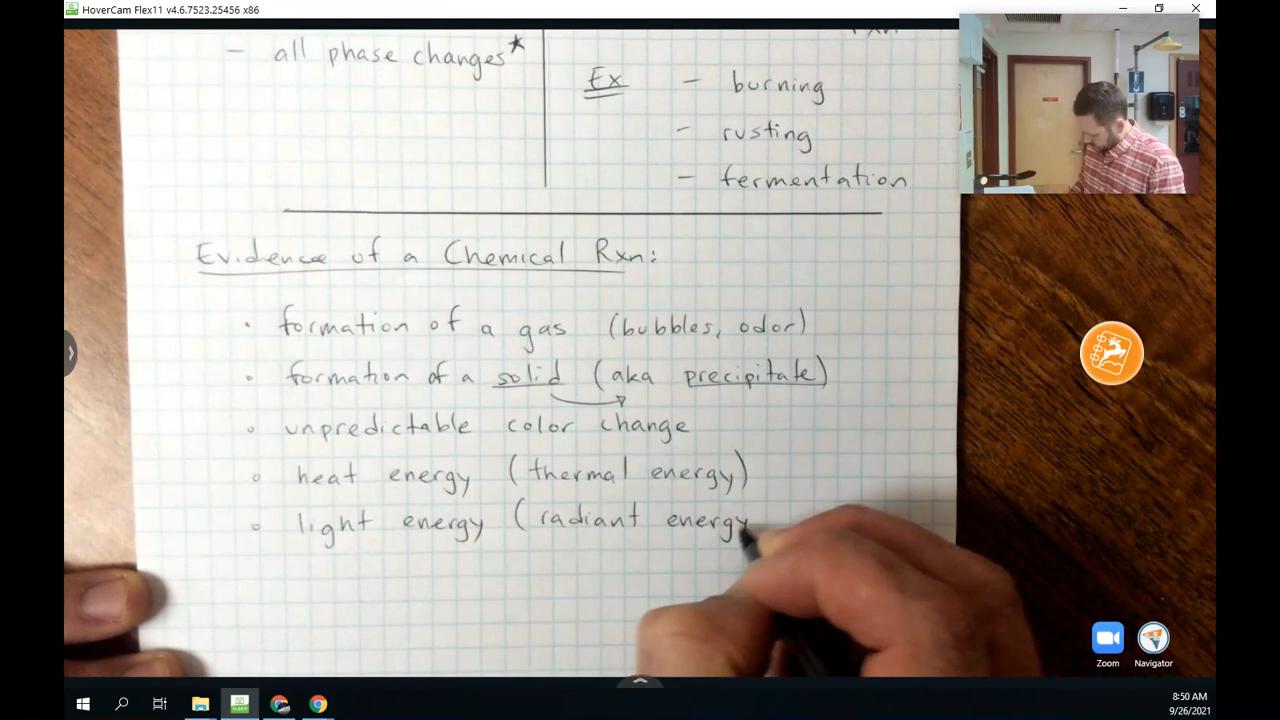 HoverCam Flex11 v4.6.7523.25456 x86
- all phase changes*
Ex - burning
- rusting
- fermentation
Evidence of a Chemical Rxn:
• formation of a gas (bubbles, odor)
• formation of a solid (aka precipitate)
• unpredictable color change
• heat energy (thermal energy)
• light energy (radiant energy
Zoom
Navigator
8:50 AM
9/26/2021